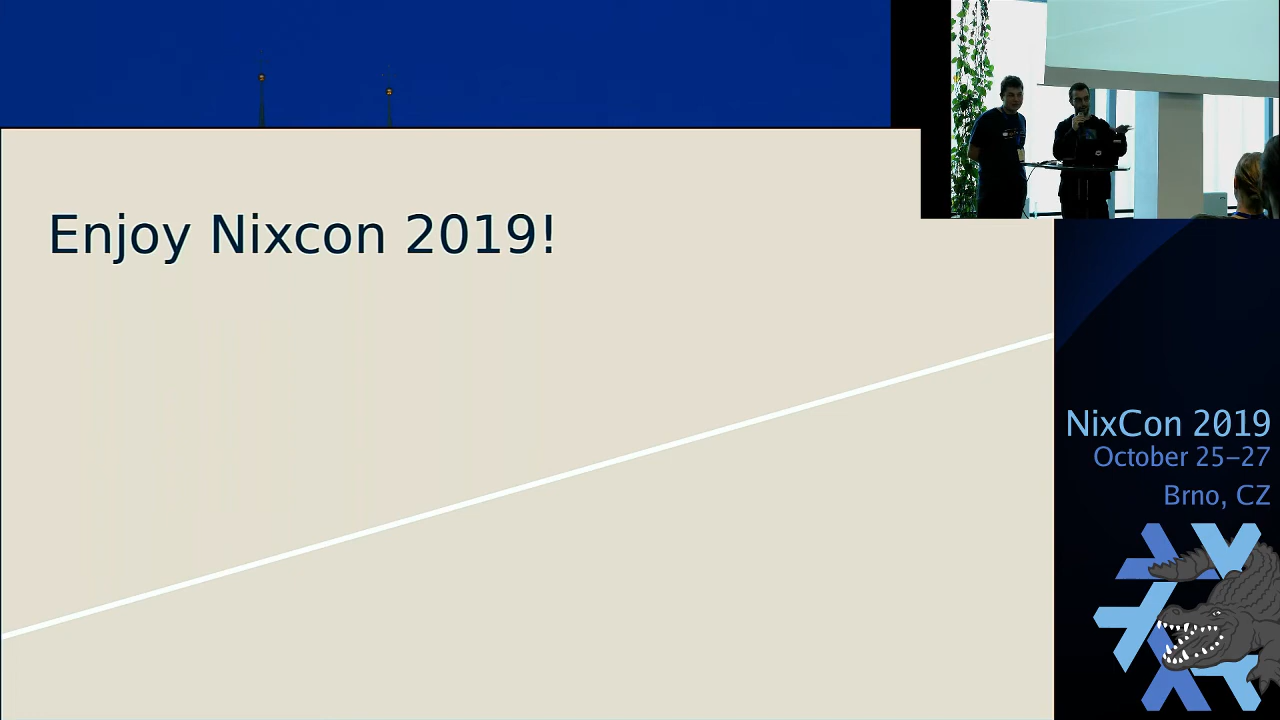 Enjoy Nixcon 2019!
NixCon 2019
October 25–27
Brno, CZ